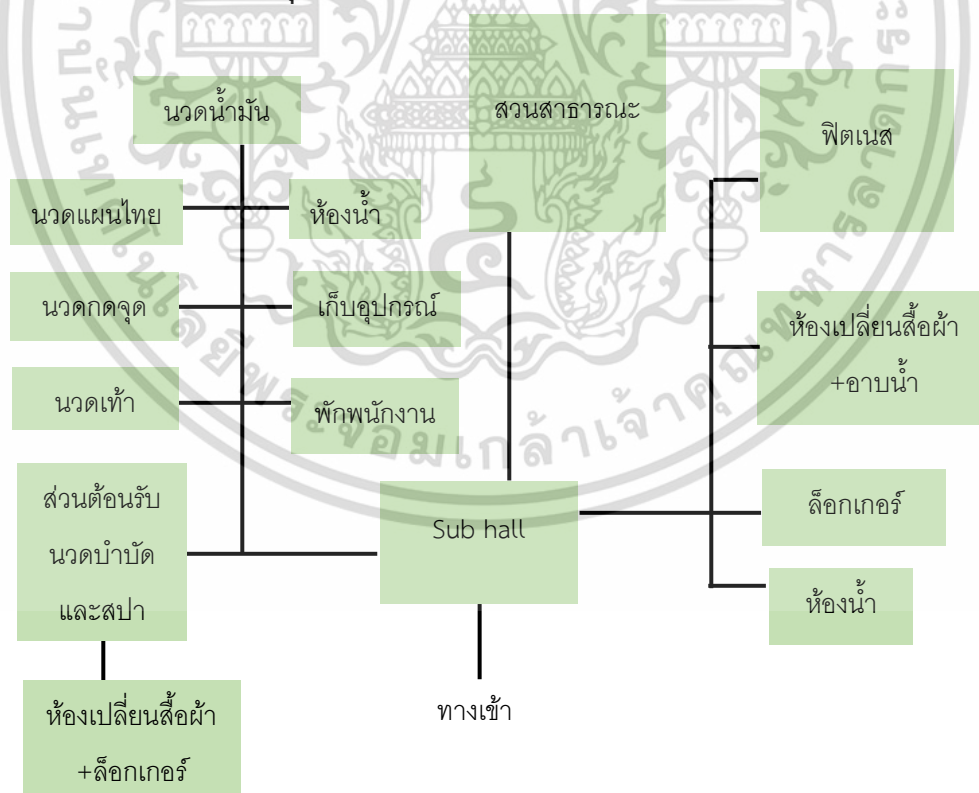 นวดน้ำมัน
สวนสาธารณะ
ฟิตเนส
นวดแผนไทย
ห้องน้ำ
นวดกดจุด
เก็บอุปกรณ์
นวดเท้า
พักพนักงาน
ห้องเปลี่ยนสื้อผ้า
+อาบน้ำ
ส่วนต้อนรับ
นวดบำบัด
และสปา
Sub hall
ล็อกเกอร์
ห้องน้ำ
ห้องเปลี่ยนสื้อผ้า
+ล็อกเกอร์
ทางเข้า